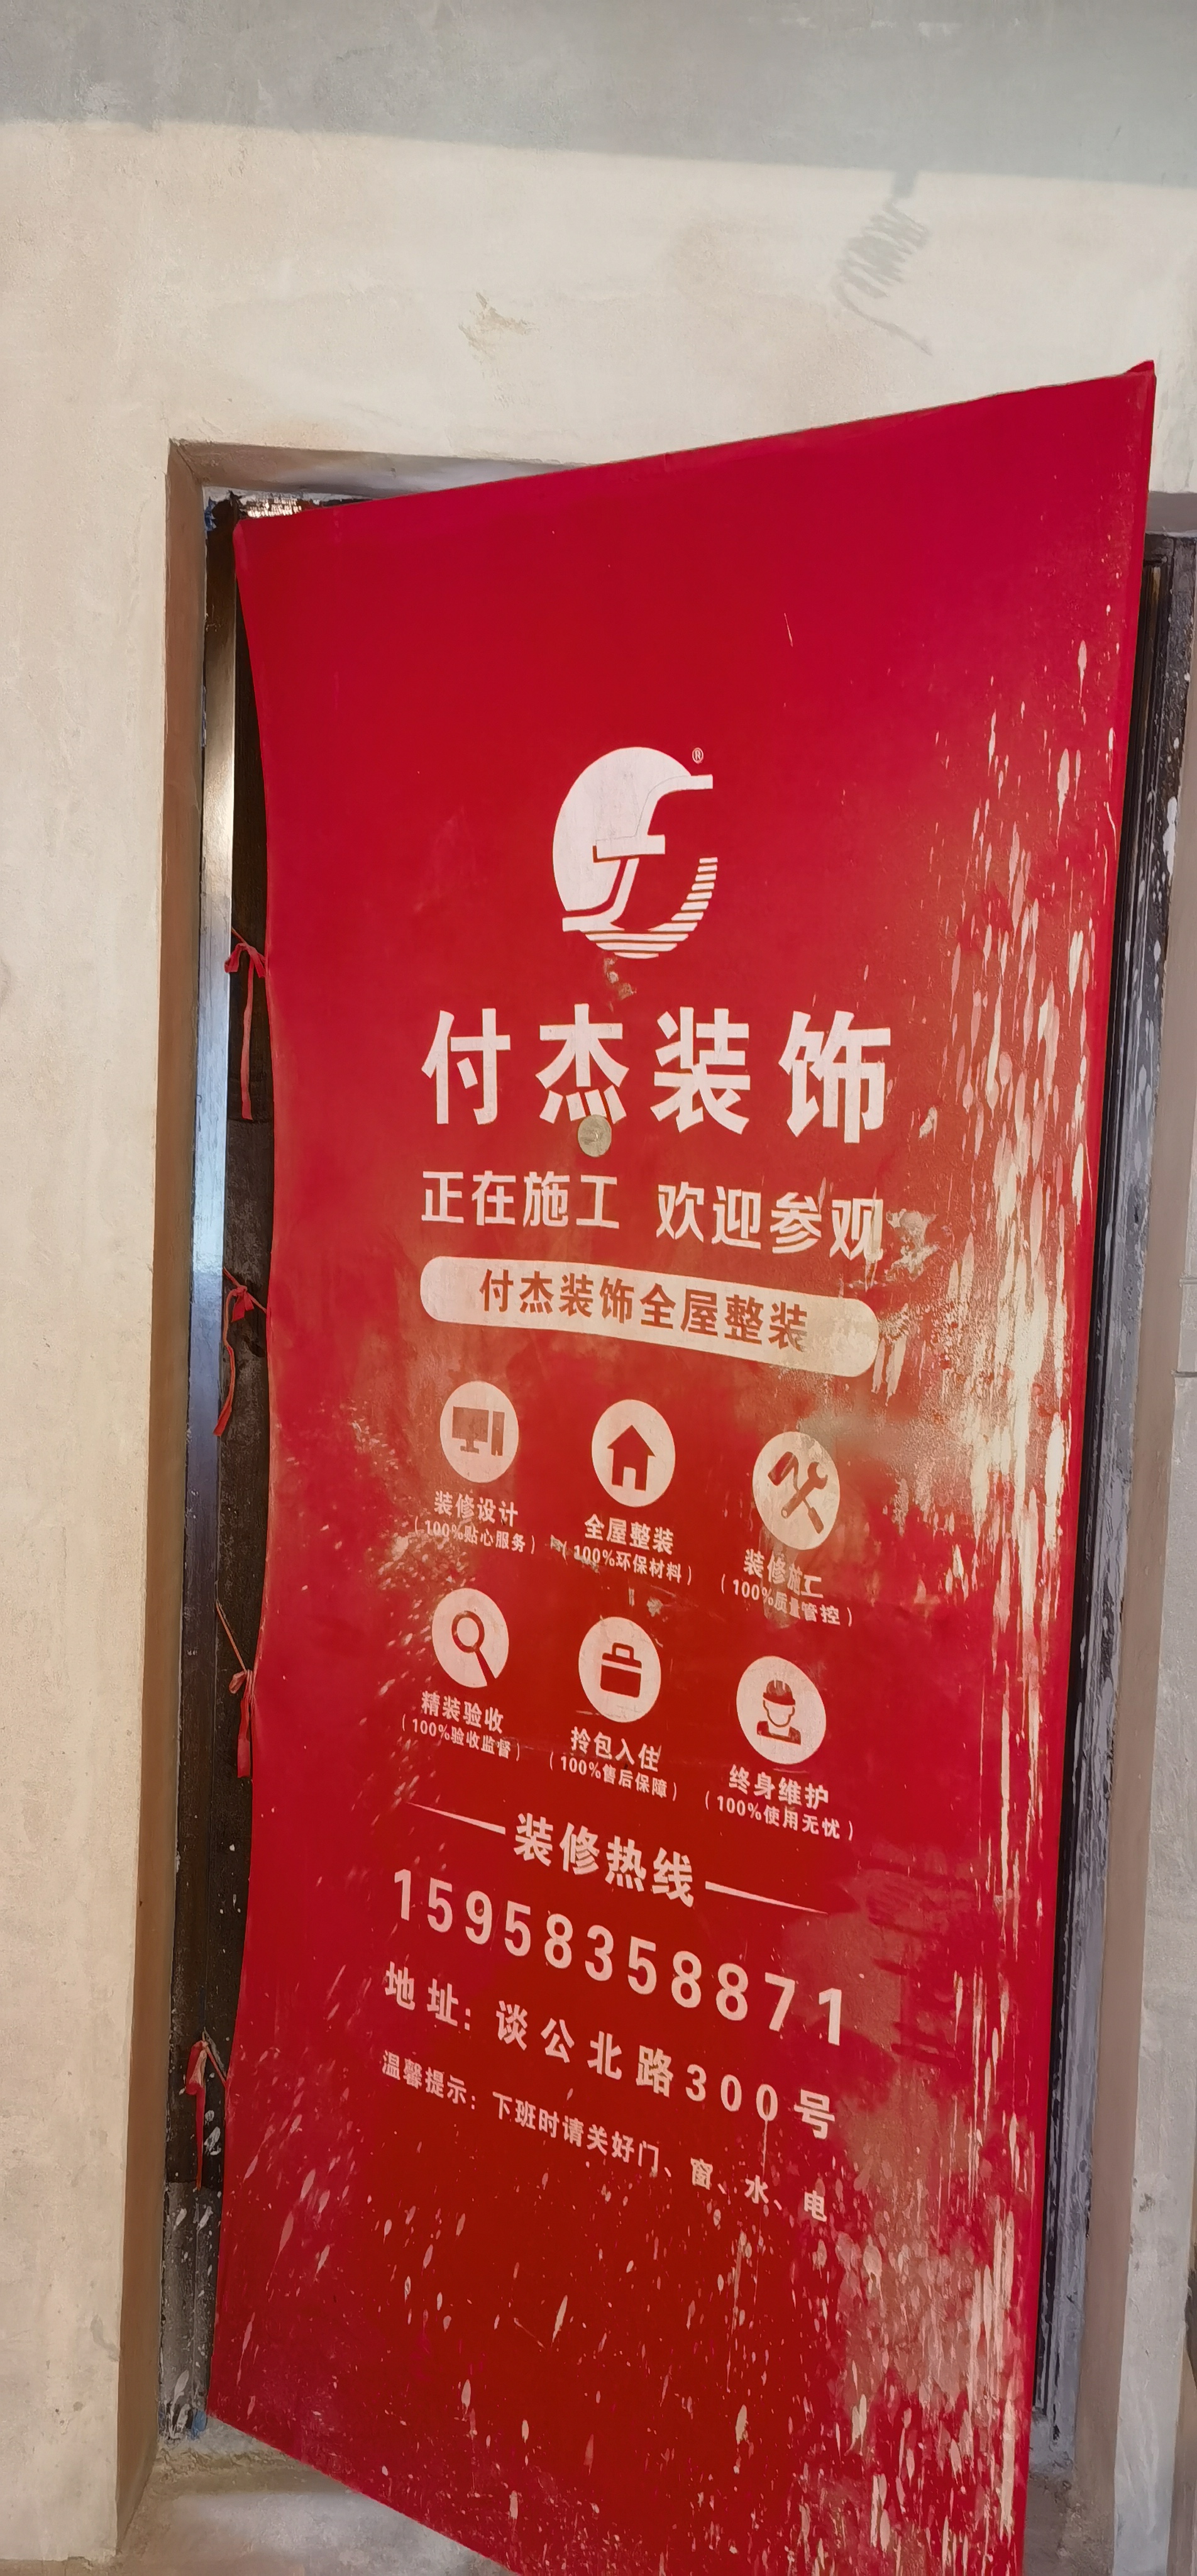 ®
付杰装饰
正在施工 欢迎参观
付杰装饰全屋整装
装修设计 全屋整装 装修施工
(100%贴心服务) (100%环保材料) (100%质量管控)
精装验收 拎包入住 终身维护
(100%验收监督) (100%售后保障) (100%使用无忧)
装修热线
15958358871
地址:谈公北路300号
温馨提示:下班时请关好门、窗、水、电